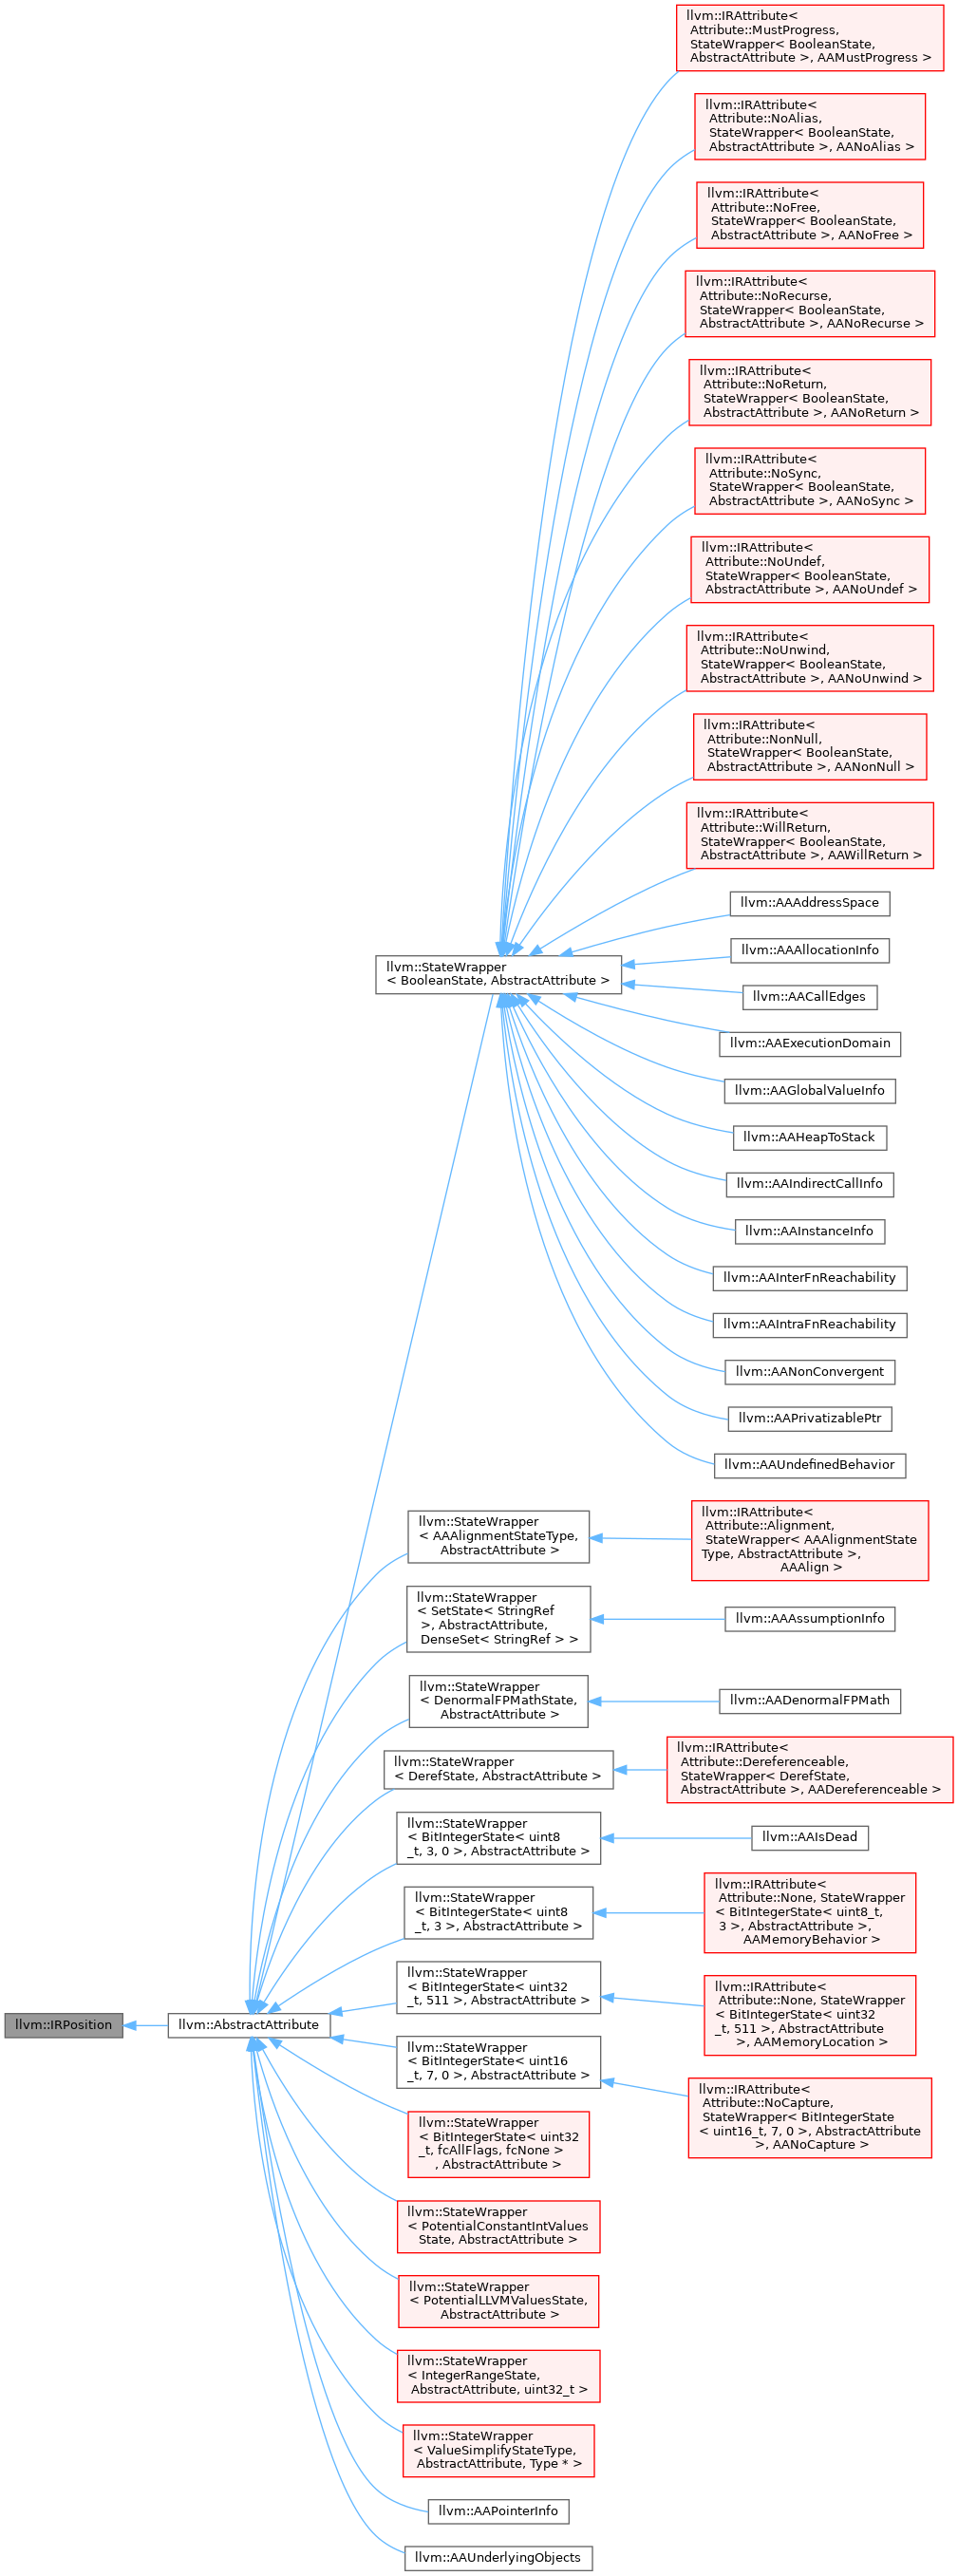 llvm::IRAttribute<
Attribute::MustProgress,
StateWrapper< BooleanState,
AbstractAttribute >, AAMustProgress >
llvm::IRAttribute<
Attribute::NoAlias,
StateWrapper< BooleanState,
AbstractAttribute >, AANoAlias >
llvm::IRAttribute<
Attribute::NoFree,
StateWrapper< BooleanState,
AbstractAttribute >, AANoFree >
llvm::IRAttribute<
Attribute::NoRecurse,
StateWrapper< BooleanState,
AbstractAttribute >, AANoRecurse >
llvm::IRAttribute<
Attribute::NoReturn,
StateWrapper< BooleanState,
AbstractAttribute >, AANoReturn >
llvm::IRAttribute<
Attribute::NoSync,
StateWrapper< BooleanState,
AbstractAttribute >, AANoSync >
llvm::IRAttribute<
Attribute::NoUndef,
StateWrapper< BooleanState,
AbstractAttribute >, AANoUndef >
llvm::IRAttribute<
Attribute::NoUnwind,
StateWrapper< BooleanState,
AbstractAttribute >, AANoUnwind >
llvm::IRAttribute<
Attribute::NonNull,
StateWrapper< BooleanState,
AbstractAttribute >, AANonNull >
llvm::IRAttribute<
Attribute::WillReturn,
StateWrapper< BooleanState,
AbstractAttribute >, AAWillReturn >
llvm::AAAddressSpace
llvm::AAAllocationInfo
llvm::StateWrapper
< BooleanState, AbstractAttribute >
llvm::AACallEdges
llvm::AAExecutionDomain
llvm::AAGlobalValueInfo
llvm::AAHeapToStack
llvm::AAIndirectCallInfo
llvm::AAInstanceInfo
llvm::AAInterFnReachability
llvm::AAIntraFnReachability
llvm::AANonConvergent
llvm::AAPrivatizablePtr
llvm::AAUndefinedBehavior
llvm::StateWrapper
< AAAlignmentStateType,
AbstractAttribute >
llvm::IRAttribute<
Attribute::Alignment,
StateWrapper< AAAlignmentState
Type, AbstractAttribute >,
AAAlign >
llvm::StateWrapper
< SetState< StringRef
>, AbstractAttribute,
DenseSet< StringRef > >
llvm::AAAssumptionInfo
llvm::StateWrapper
< DenormalFPMathState,
AbstractAttribute >
llvm::AADenormalFPMath
llvm::StateWrapper
< DerefState, AbstractAttribute >
llvm::IRAttribute<
Attribute::Dereferenceable,
StateWrapper< DerefState,
AbstractAttribute >, AADereferenceable >
llvm::StateWrapper
< BitIntegerState< uint8
_t, 3, 0 >, AbstractAttribute >
llvm::AAIsDead
llvm::StateWrapper
< BitIntegerState< uint8
_t, 3 >, AbstractAttribute >
llvm::IRAttribute<
Attribute::None, StateWrapper
< BitIntegerState< uint8_t,
3 >, AbstractAttribute >,
AAMemoryBehavior >
llvm::StateWrapper
< BitIntegerState< uint32
_t, 511 >, AbstractAttribute >
llvm::IRAttribute<
Attribute::None, StateWrapper
< BitIntegerState< uint32
_t, 511 >, AbstractAttribute
>, AAMemoryLocation >
llvm::IRPosition
llvm::AbstractAttribute
llvm::StateWrapper
< BitIntegerState< uint16
_t, 7, 0 >, AbstractAttribute >
llvm::IRAttribute<
Attribute::NoCapture,
StateWrapper< BitIntegerState
< uint16_t, 7, 0 >, AbstractAttribute
>, AANoCapture >
llvm::StateWrapper
< BitIntegerState< uint32
_t, fcAllFlags, fcNone >
, AbstractAttribute >
llvm::StateWrapper
< PotentialConstantIntValues
State, AbstractAttribute >
llvm::StateWrapper
< PotentialLLVMValuesState,
AbstractAttribute >
llvm::StateWrapper
< IntegerRangeState,
AbstractAttribute, uint32_t >
llvm::StateWrapper
< ValueSimplifyStateType,
AbstractAttribute, Type * >
llvm::AAPointerInfo
llvm::AAUnderlyingObjects